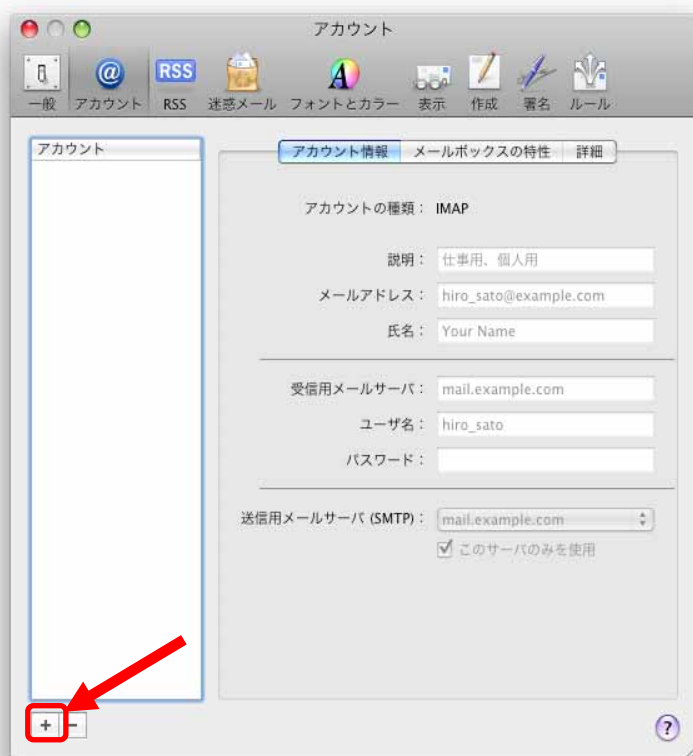 アカウント
RSS
一般 アカウント RSS 迷惑メール フォントとカラー 表示 作成 署名 ルール
アカウント
アカウント情報 メールボックスの特性 詳細
アカウントの種類： IMAP
説明： 仕事用、個人用
メールアドレス： hiro_sato@example.com
氏名： Your Name
受信用メールサーバ： mail.example.com
ユーザ名： hiro_sato
パスワード：
送信用メールサーバ (SMTP)： mail.example.com
このサーバのみを使用
+ − ?